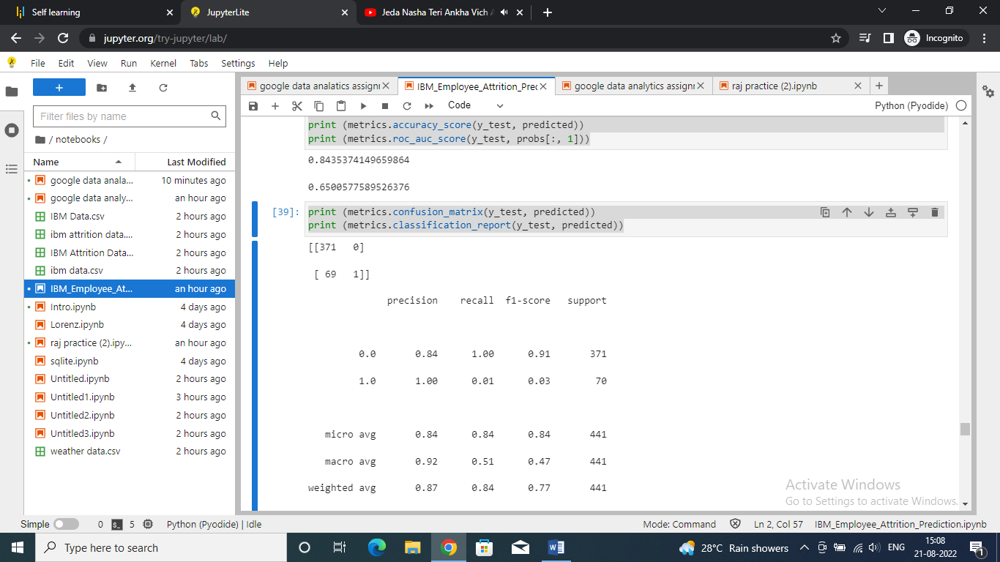 Self learning
JupyterLite
Jeda Nasha Teri Ankha Vich
jupyter.org/try-jupyter/lab/
Incognito
File Edit View Run Kernel Tabs Settings Help
google data analatics assignr
IBM_Employee_Attrition_Prec
google data analytics assignr
raj practice (2).ipynb
Code
Python (Pyodide)
Filter files by name
/ notebooks /
Name Last Modified
google data anala... 10 minutes ago
google data analy... an hour ago
IBM Data.csv 2 hours ago
ibm attrition data.... 2 hours ago
IBM Attrition Data... 2 hours ago
ibm data.csv 2 hours ago
IBM_Employee_At... an hour ago
Intro.ipynb 4 days ago
Lorenz.ipynb 4 days ago
raj practice (2).ipy... an hour ago
sqlite.ipynb 4 days ago
Untitled.ipynb 2 hours ago
Untitled1.ipynb 3 hours ago
Untitled2.ipynb 2 hours ago
Untitled3.ipynb 2 hours ago
weather data.csv 2 hours ago
print (metrics.accuracy_score(y_test, predicted))
print (metrics.roc_auc_score(y_test, probs[:, 1]))
0.8435374149659864
0.6500577589526376
[39]:
print (metrics.confusion_matrix(y_test, predicted))
print (metrics.classification_report(y_test, predicted))
[[371 0]
[ 69 1]]
precision recall f1-score support
0.0 0.84 1.00 0.91 371
1.0 1.00 0.01 0.03 70
micro avg 0.84 0.84 0.84 441
macro avg 0.92 0.51 0.47 441
weighted avg 0.87 0.84 0.77 441
Activate Windows
Go to Settings to activate Windows.
Simple 0 $_ 5 Python (Pyodide) | Idle
Mode: Command Ln 2, Col 57 IBM_Employee_Attrition_Prediction.ipynb
Type here to search
28°C Rain showers
ENG
15:08
21-08-2022
1